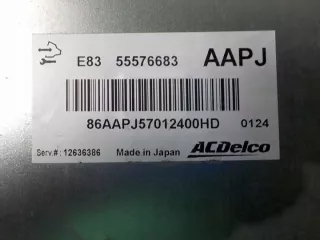 E83 55576683 AAPJ
86AAPJ57012400HD 0124
Serv.#: 12636386 Made in Japan ACDelco